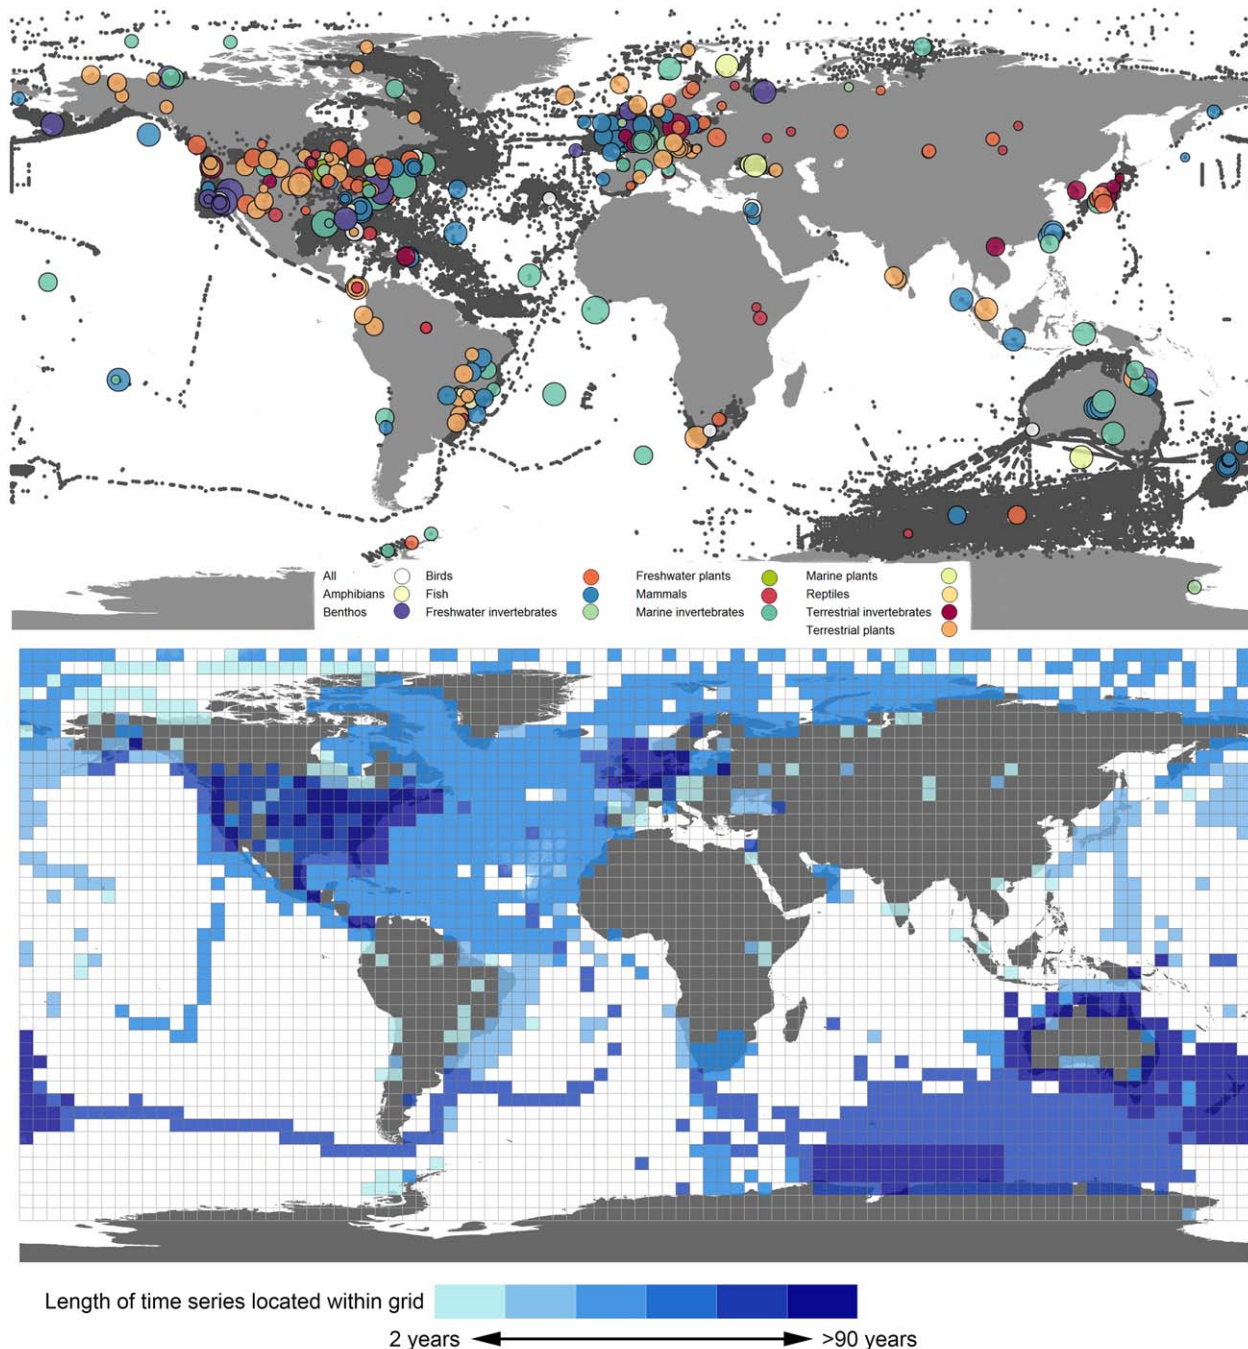 All Birds Freshwater plants Marine plants
Amphibians Fish Mammals Reptiles
Benthos Freshwater invertebrates Marine invertebrates Terrestrial invertebrates
Terrestrial plants
Length of time series located within grid
2 years >90 years